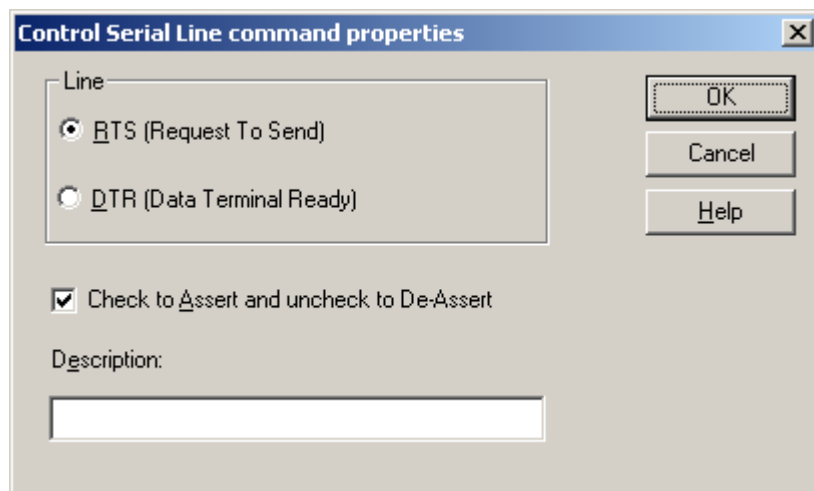 Control Serial Line command properties
Line
RTS (Request To Send)
DTR (Data Terminal Ready)
OK
Cancel
Help
Check to Assert and uncheck to De-Assert
Description: